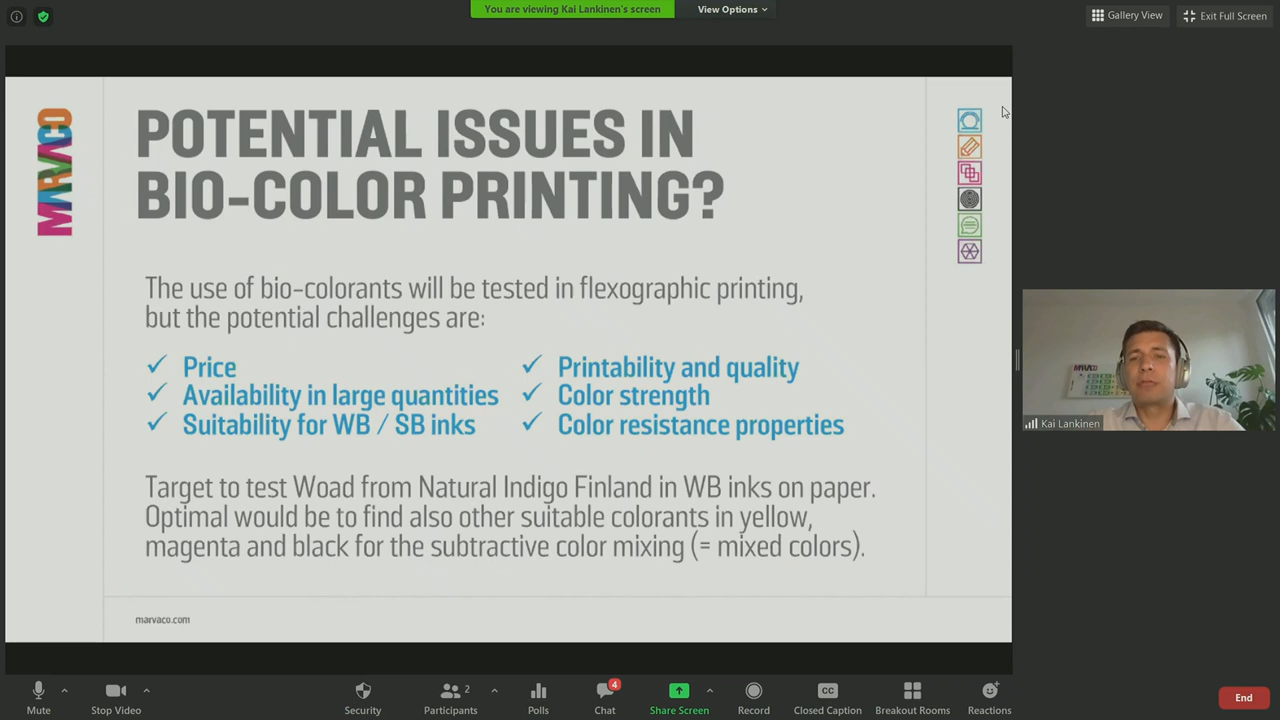 You are viewing Kai Lankinen's screen
View Options
Gallery View
Exit Full Screen
MARVACO
POTENTIAL ISSUES IN
BIO-COLOR PRINTING?
The use of bio-colorants will be tested in flexographic printing,
but the potential challenges are:
✓ Price
✓ Availability in large quantities
✓ Suitability for WB / SB inks
✓ Printability and quality
✓ Color strength
✓ Color resistance properties
Target to test Woad from Natural Indigo Finland in WB inks on paper.
Optimal would be to find also other suitable colorants in yellow,
magenta and black for the subtractive color mixing (= mixed colors).
marvaco.com
MARVACO
Kai Lankinen
Mute
Stop Video
Security
2
Participants
Polls
4
Chat
Share Screen
Record
CC
Closed Caption
Breakout Rooms
Reactions
End